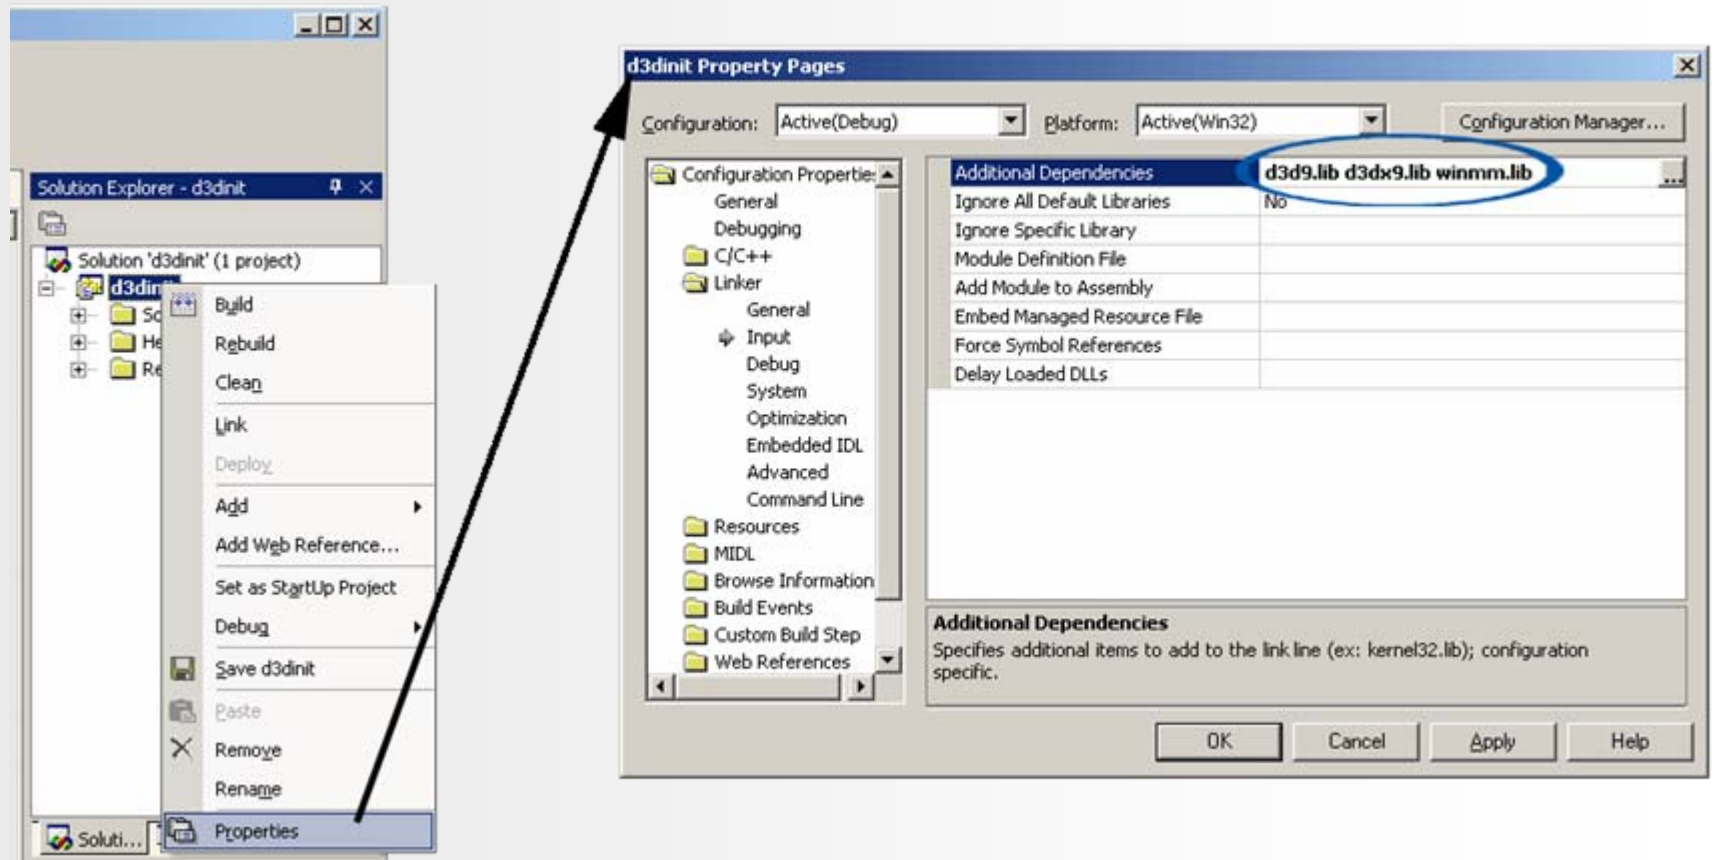 Solution Explorer - d3dinit
Solution 'd3dinit' (1 project)
Build
Rebuild
Clean
Link
Deploy
Add
Add Web Reference...
Set as StartUp Project
Debug
Save d3dinit
Paste
Remove
Rename
Properties
Soluti...
d3dinit Property Pages
Configuration: Active(Debug) Platform: Active(Win32) Configuration Manager...
Configuration Properties
General
Debugging
C/C++
Linker
General
Input
Debug
System
Optimization
Embedded IDL
Advanced
Command Line
Resources
MIDL
Browse Information
Build Events
Custom Build Step
Web References
Additional Dependencies d3d9.lib d3dx9.lib winmm.lib ...
Ignore All Default Libraries No
Ignore Specific Library
Module Definition File
Add Module to Assembly
Embed Managed Resource File
Force Symbol References
Delay Loaded DLLs
Additional Dependencies
Specifies additional items to add to the link line (ex: kernel32.lib); configuration
specific.
OK Cancel Apply Help